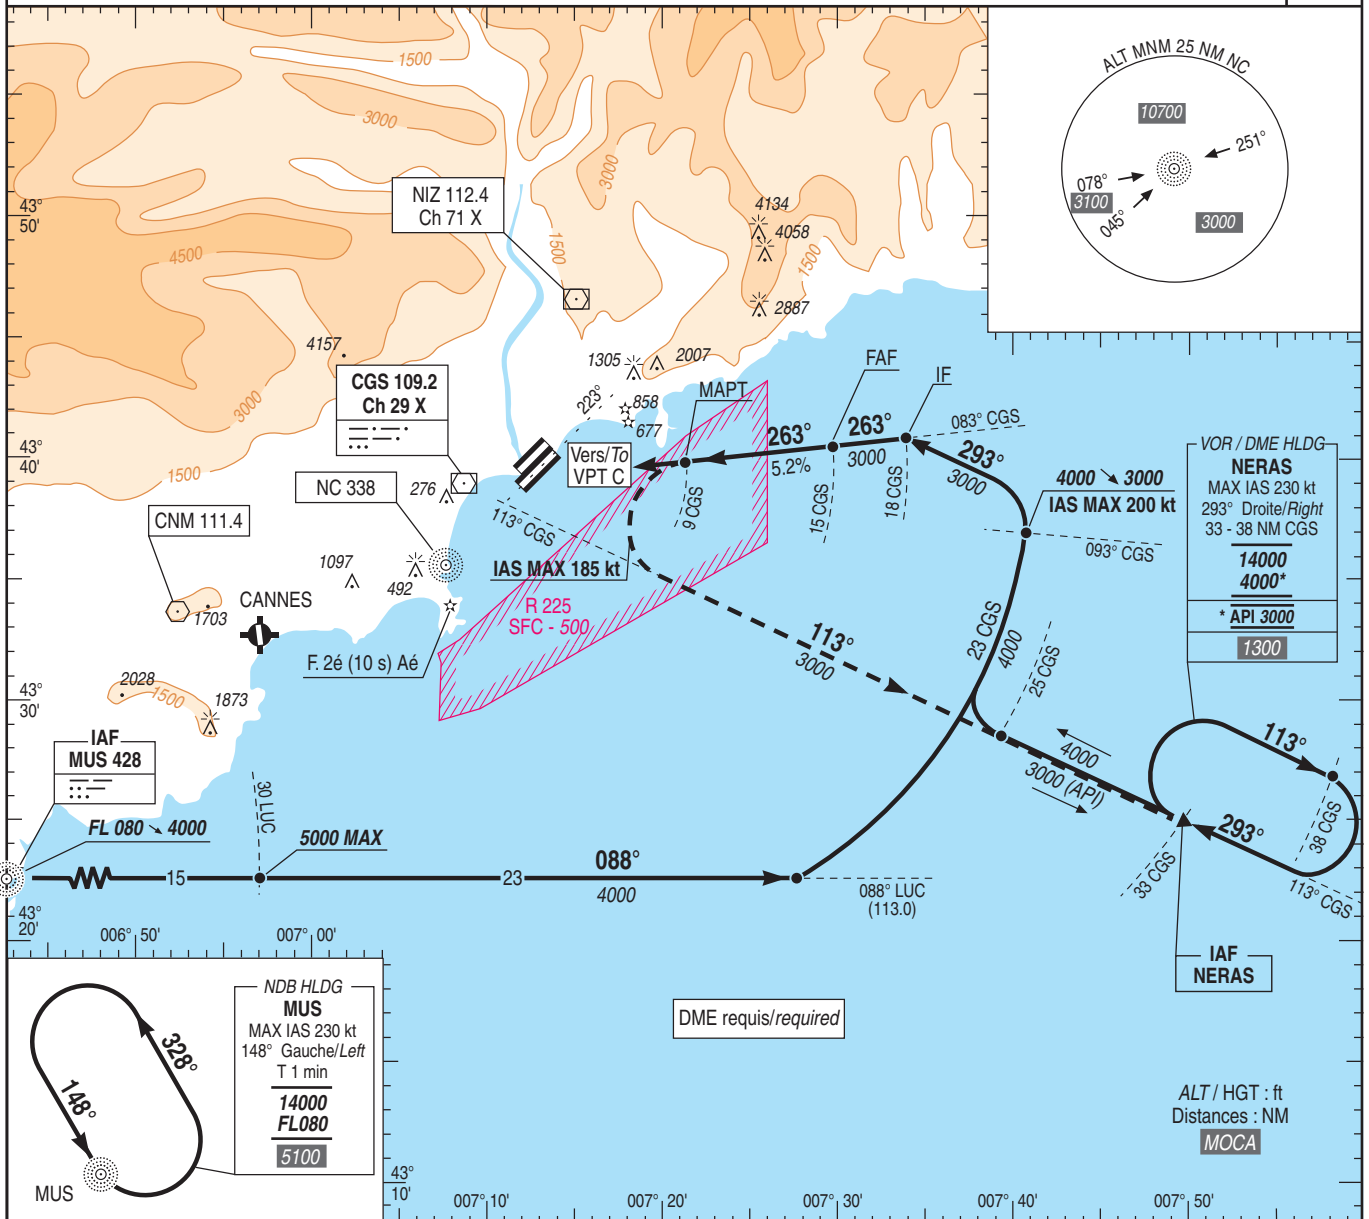 ALT MNM 25 NM NC
10700
251°
078°
3100
045°
3000
1500
3000
3000
43°
50'
NIZ 112.4
Ch 71 X
4134
4058
1500
1500
4500
2887
4157
1305
2007
FAF
IF
CGS 109.2
Ch 29 X
3000
223°
858
677
MAPT
083° CGS
263°
263°
5.2%
3000
293°
3000
43°
40'
1500
Vers/To
VPT C
4000 ↘ 3000
IAS MAX 200 kt
VOR / DME HLDG
NERAS
MAX IAS 230 kt
293° Droite/Right
33 - 38 NM CGS
14000
4000*
* API 3000
1300
NC 338
276
9 CGS
15 CGS
18 CGS
113° CGS
093° CGS
CNM 111.4
1097
492
IAS MAX 185 kt
CANNES
1703
R 225
SFC - 500
F. 2é (10 s) Aé
113°
3000
23 CGS
4000
25 CGS
2028
1500
1873
43°
30'
IAF
MUS 428
30 LUC
4000
3000 (API)
113°
38 CGS
293°
33 CGS
113° CGS
FL 080 ↘ 4000
5000 MAX
15
23
088°
4000
088° LUC
(113.0)
43°
20'
006° 50'
007° 00'
IAF
NERAS
NDB HLDG
MUS
MAX IAS 230 kt
148° Gauche/Left
T 1 min
14000
FL080
5100
328°
148°
MUS
DME requis/required
ALT / HGT : ft
Distances : NM
MOCA
43°
10'
007° 10'
007° 20'
007° 30'
007° 40'
007° 50'